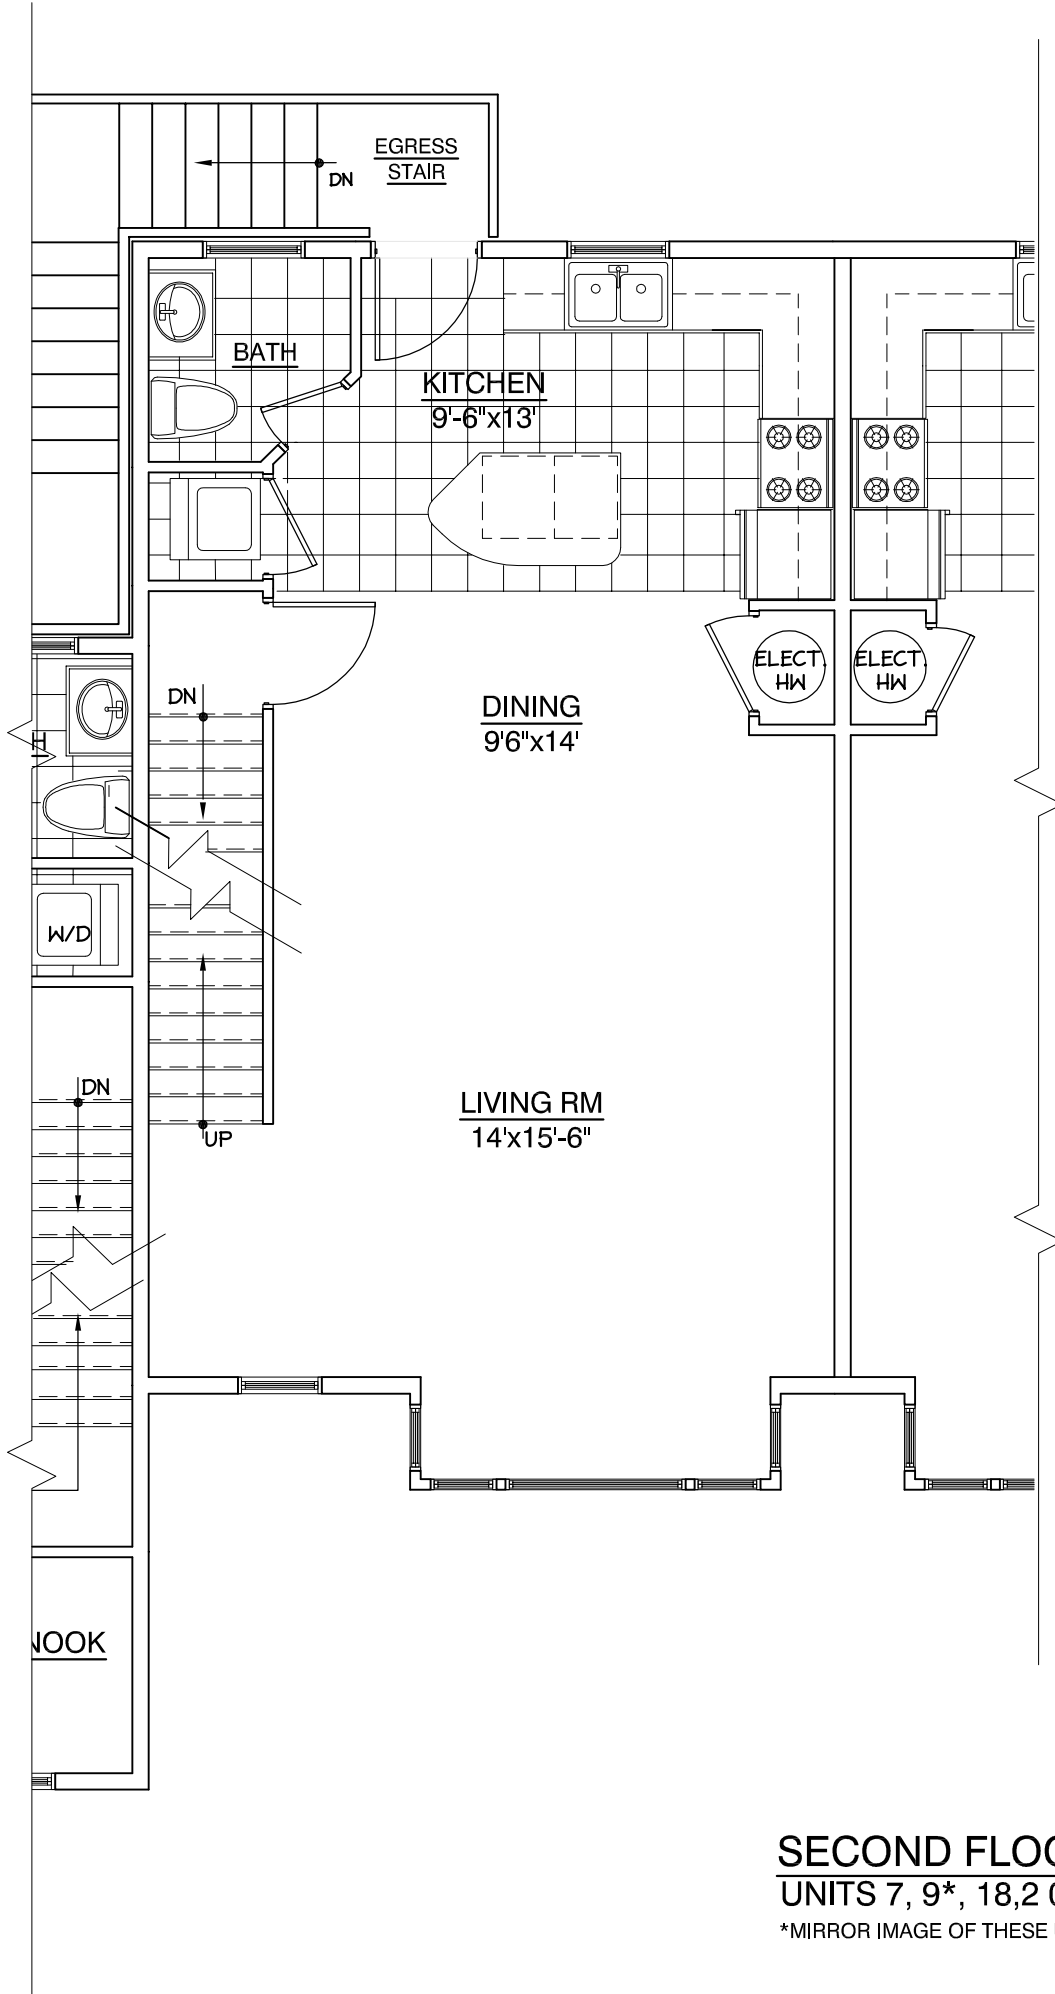 EGRESS
STAIR
DN
BATH
KITCHEN
9'-6"x13'
ELECT.
HW
ELECT.
HW
DN
DINING
9'6"x14'
W/D
DN
LIVING RM
14'x15'-6"
UP
NOOK
SECOND FLOO
UNITS 7, 9*, 18,2 0
*MIRROR IMAGE OF THESE